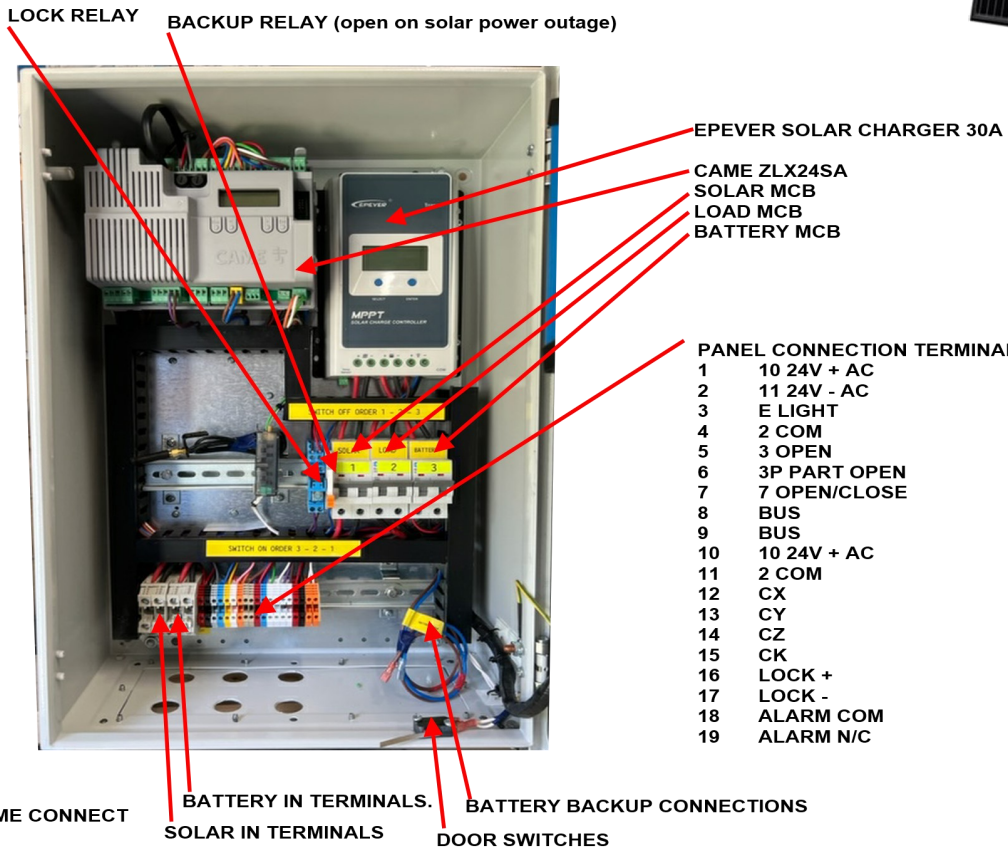 LOCK RELAY
BACKUP RELAY (open on solar power outage)
EPEVER SOLAR CHARGER 30A
CAME ZLX24SA
SOLAR MCB
LOAD MCB
BATTERY MCB
EPEVER
CAME
SELECT ENTER
MPPT
SOLAR CHARGE CONTROLLER
SWITCH OFF ORDER 1 - 2 - 3
1 2 3
SWITCH ON ORDER 3 - 2 - 1
PANEL CONNECTION TERMINAL
1 10 24V + AC
2 11 24V - AC
3 E LIGHT
4 2 COM
5 3 OPEN
6 3P PART OPEN
7 7 OPEN/CLOSE
8 BUS
9 BUS
10 10 24V + AC
11 2 COM
12 CX
13 CY
14 CZ
15 CK
16 LOCK +
17 LOCK -
18 ALARM COM
19 ALARM N/C
BATTERY IN TERMINALS.
BATTERY BACKUP CONNECTIONS
ME CONNECT
SOLAR IN TERMINALS
DOOR SWITCHES